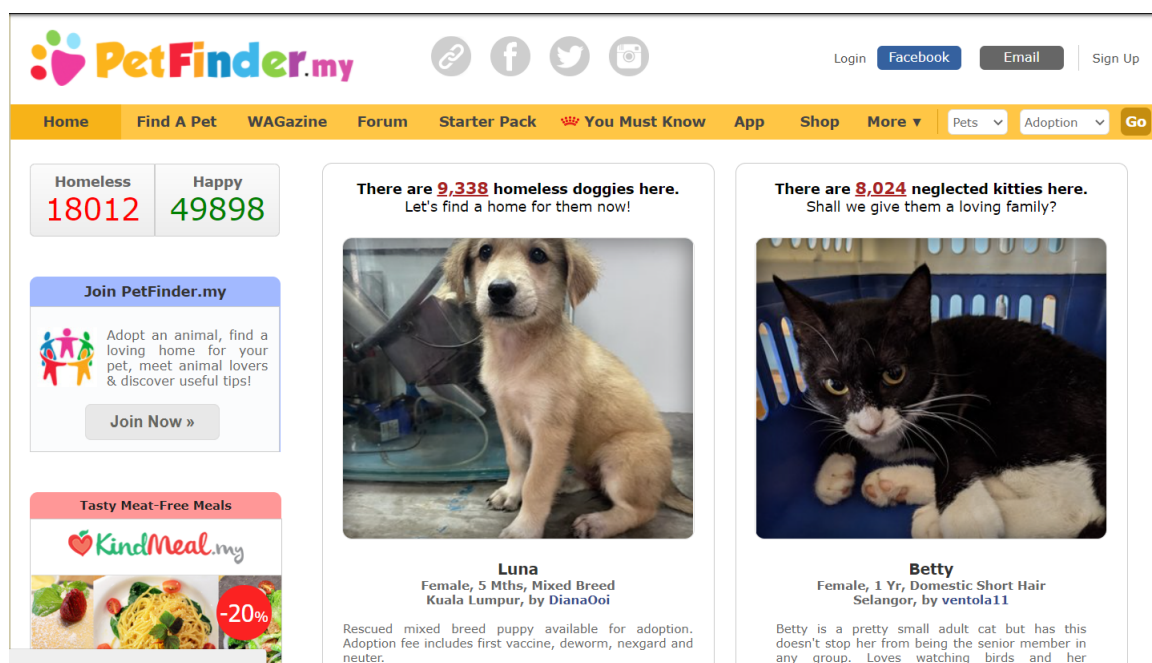 PetFinder.my
Login
Facebook
Email
Sign Up
Home
Find A Pet
WAGazine
Forum
Starter Pack
You Must Know
App
Shop
More ▼
Pets
Adoption
Go
Homeless
18012
Happy
49898
Join PetFinder.my
Adopt an animal, find a
loving home for your
pet, meet animal lovers
& discover useful tips!
Join Now »
Tasty Meat-Free Meals
KindMeal.my
-20%
There are 9,338 homeless doggies here.
Let's find a home for them now!
Luna
Female, 5 Mths, Mixed Breed
Kuala Lumpur, by DianaOoi
Rescued mixed breed puppy available for adoption.
Adoption fee includes first vaccine, deworm, nexgard and
neuter.
There are 8,024 neglected kitties here.
Shall we give them a loving family?
Betty
Female, 1 Yr, Domestic Short Hair
Selangor, by ventola11
Betty is a pretty small adult cat but has this
doesn't stop her from being the senior member in
any group. Loves watching birds and her